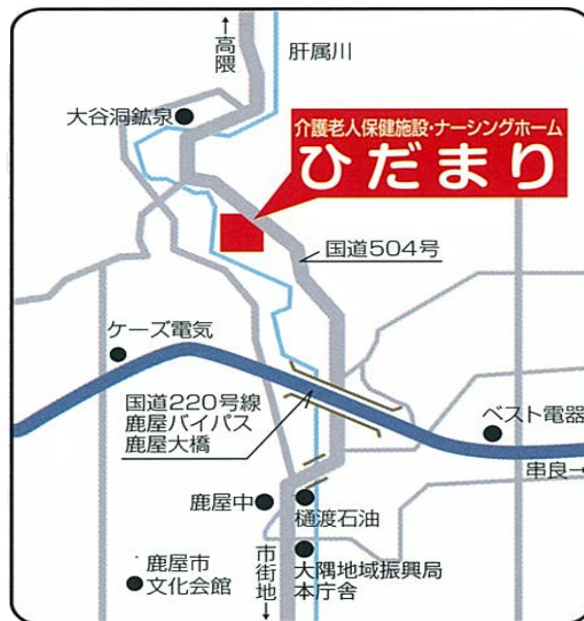 ↑高隈
肝属川
大谷洞鉱泉
介護老人保健施設・ナーシングホーム
ひだまり
国道504号
ケーズ電気
国道220号線
鹿屋バイパス
鹿屋大橋
ベスト電器
串良→
鹿屋中
樋渡石油
市街地↓
大隅地域振興局
本庁舎
鹿屋市
文化会館